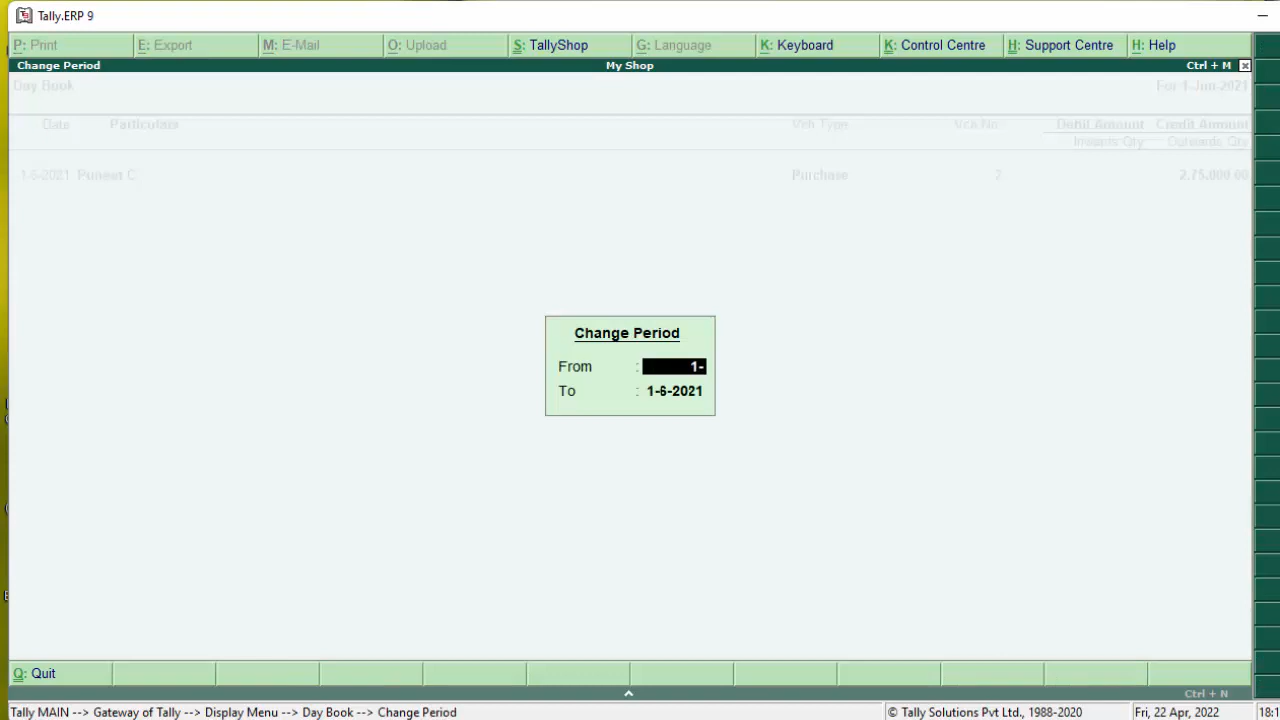 Tally.ERP 9
P: Print E: Export M: E-Mail O: Upload S: TallyShop G: Language K: Keyboard K: Control Centre H: Support Centre H: Help
Change Period My Shop Ctrl + M
Day Book For 1-Jun-2021
Date Particulars Vch Type Vch No. Debit Amount Credit Amount
Inwards Qty Outwards Qty
1-6-2021 Puneet C Purchase 2 2,75,000.00
Change Period
From : 1-
To : 1-6-2021
Q: Quit
Ctrl + N
Tally MAIN --> Gateway of Tally --> Display Menu --> Day Book --> Change Period © Tally Solutions Pvt Ltd., 1988-2020 Fri, 22 Apr, 2022